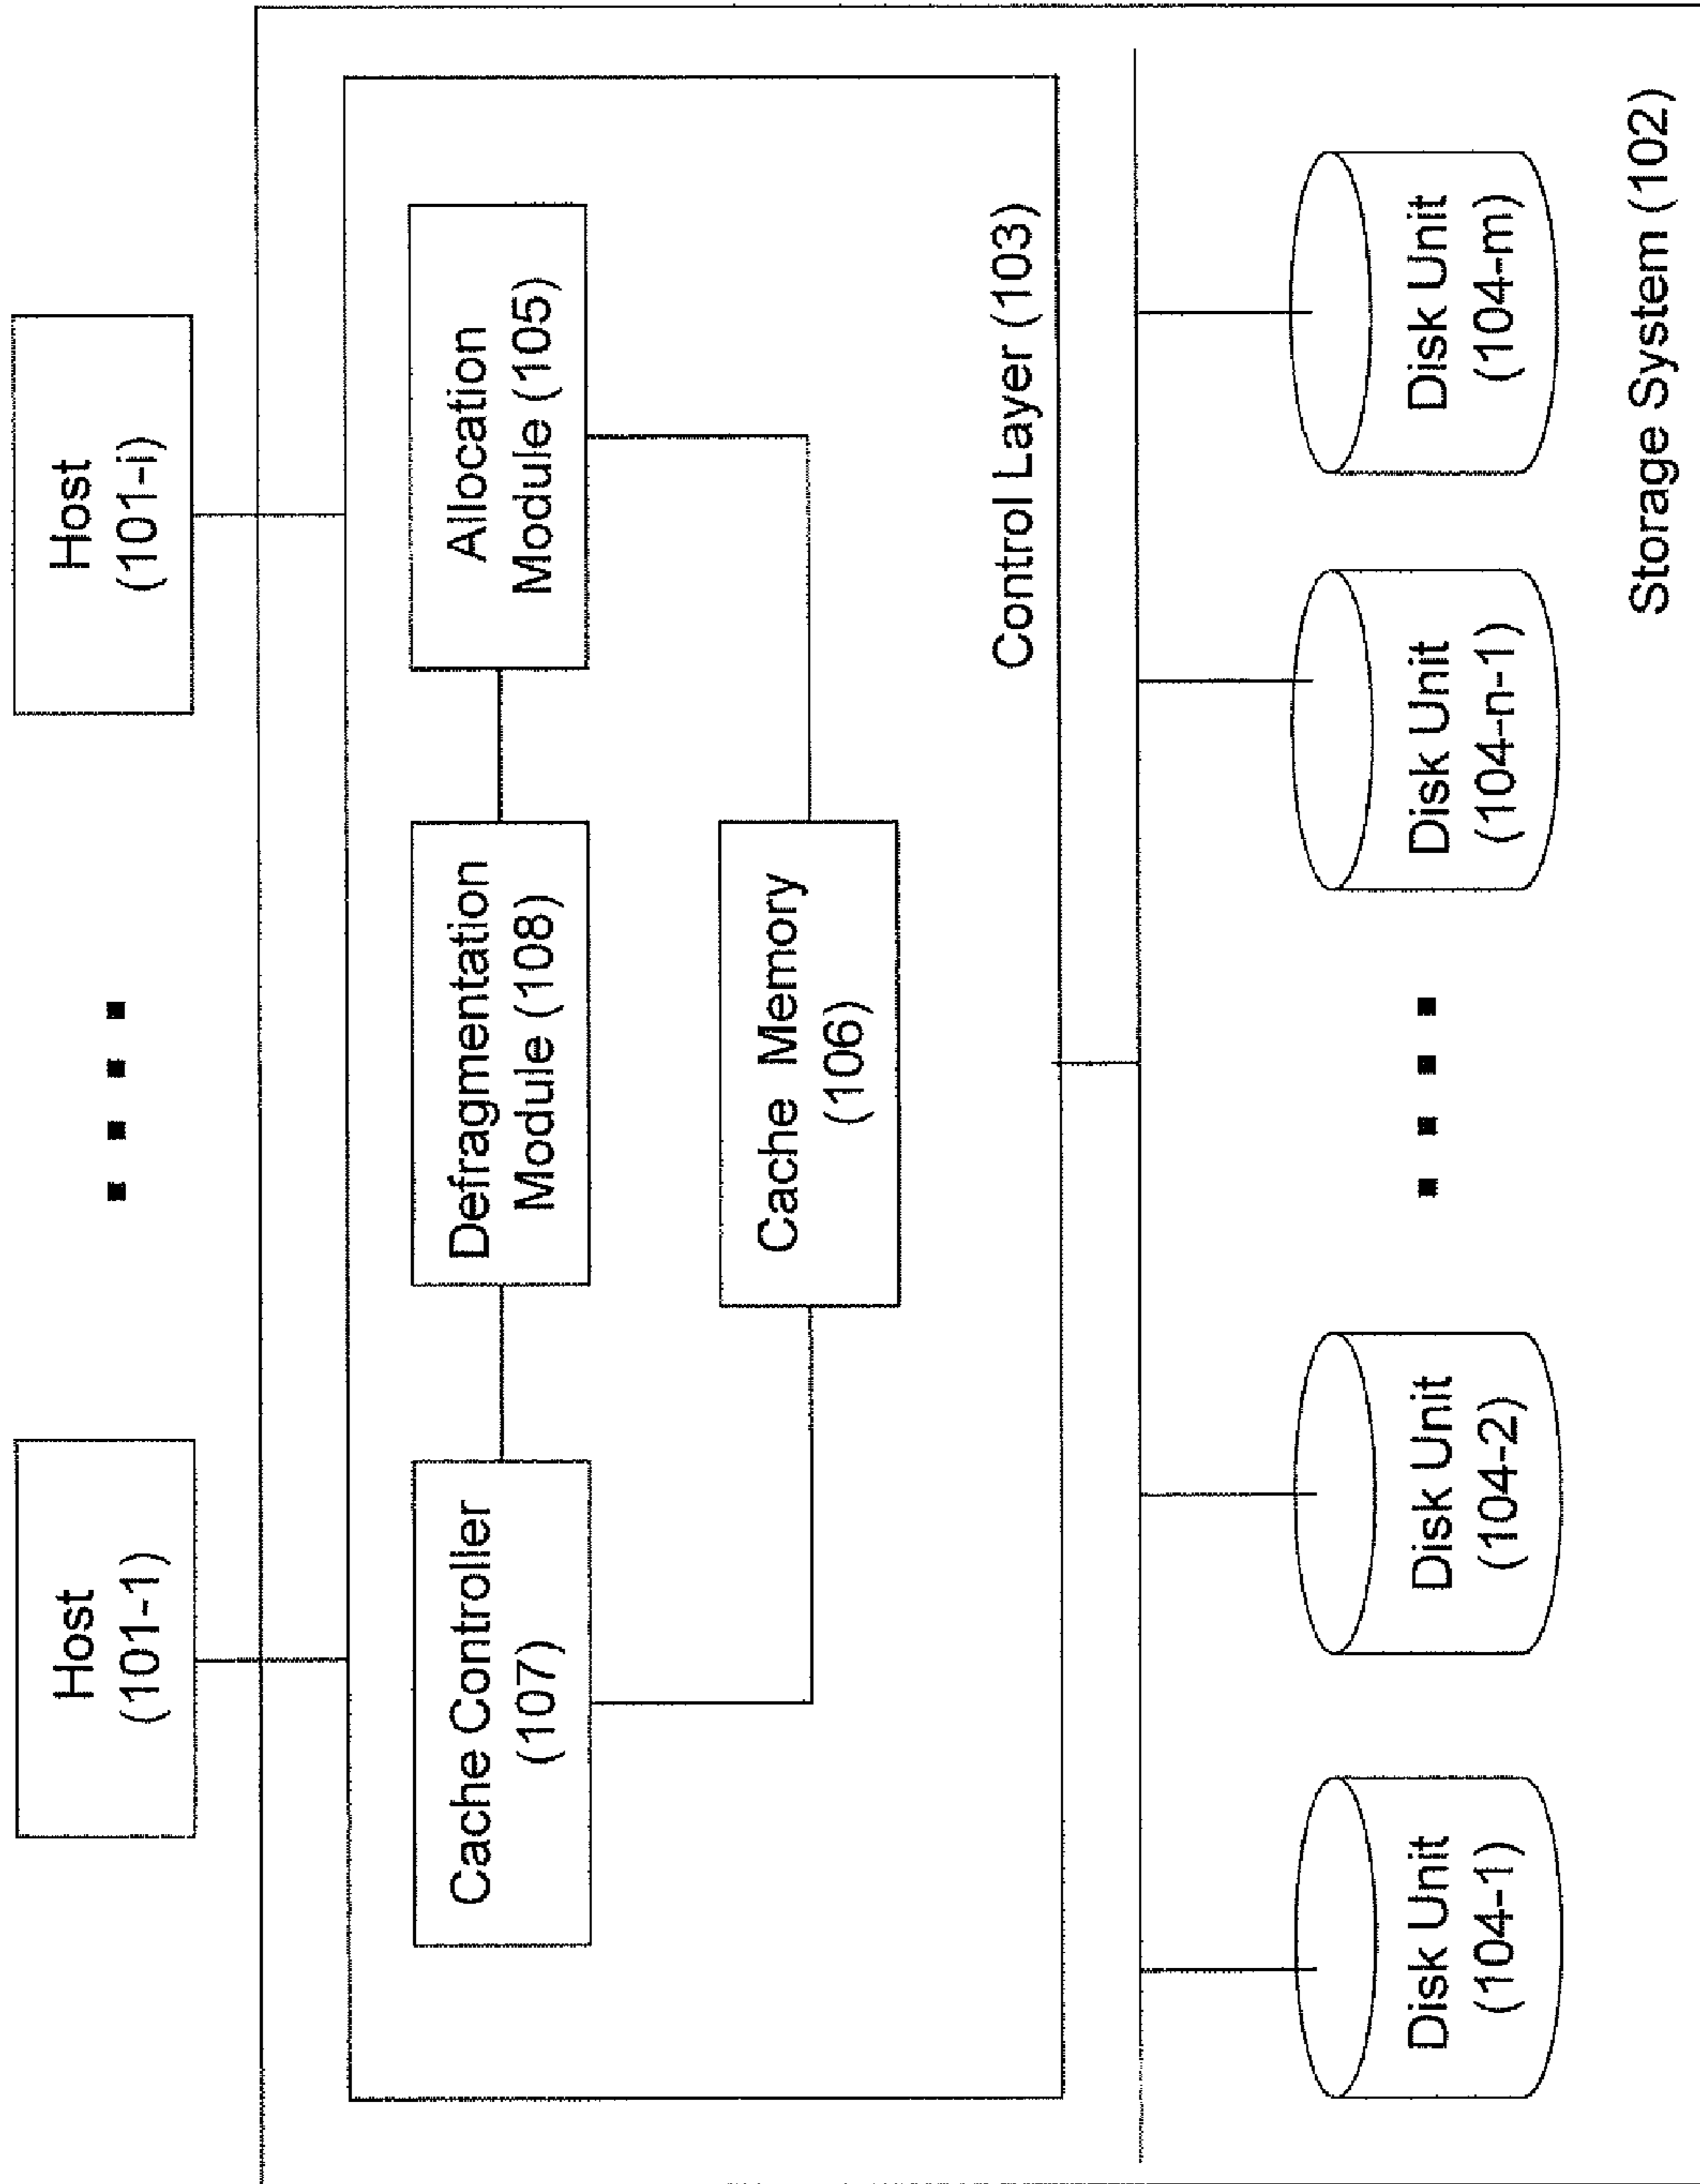 Host
(101-1)
Host
(101-i)
Cache Controller
(107)
Defragmentation
Module (108)
Allocation
Module (105)
Cache Memory
(106)
Control Layer (103)
Disk Unit
(104-1)
Disk Unit
(104-2)
Disk Unit
(104-n-1)
Disk Unit
(104-m)
Storage System (102)